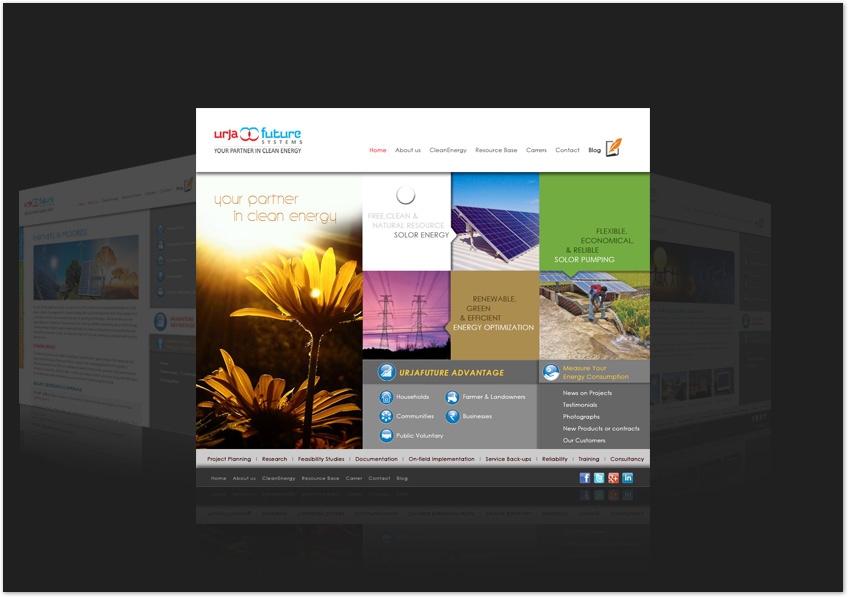 urja future
SYSTEMS
YOUR PARTNER IN CLEAN ENERGY
Home About us CleanEnergy Resource Base Carrers Contact Blog
your partner
in clean energy
FREE,CLEAN &
NATURAL RESOURCE
SOLOR ENERGY
FLEXIBLE,
ECONOMICAL,
& RELIBLE
SOLOR PUMPING
RENEWABLE,
GREEN
& EFFICIENT
ENERGY OPTIMIZATION
URJAFUTURE ADVANTAGE
Households Farmer & Landowners
Communities Businesses
Public Voluntary
Measure Your
Energy Consumption
News on Projects
Testimonials
Photographs
New Products or contracts
Our Customers
Project Planning | Research | Feasibility Studies | Documentation | On-field Implementation | Service Back-ups | Reliability | Training | Consultancy
Home About us CleanEnergy Resource Base Carrer Contact Blog